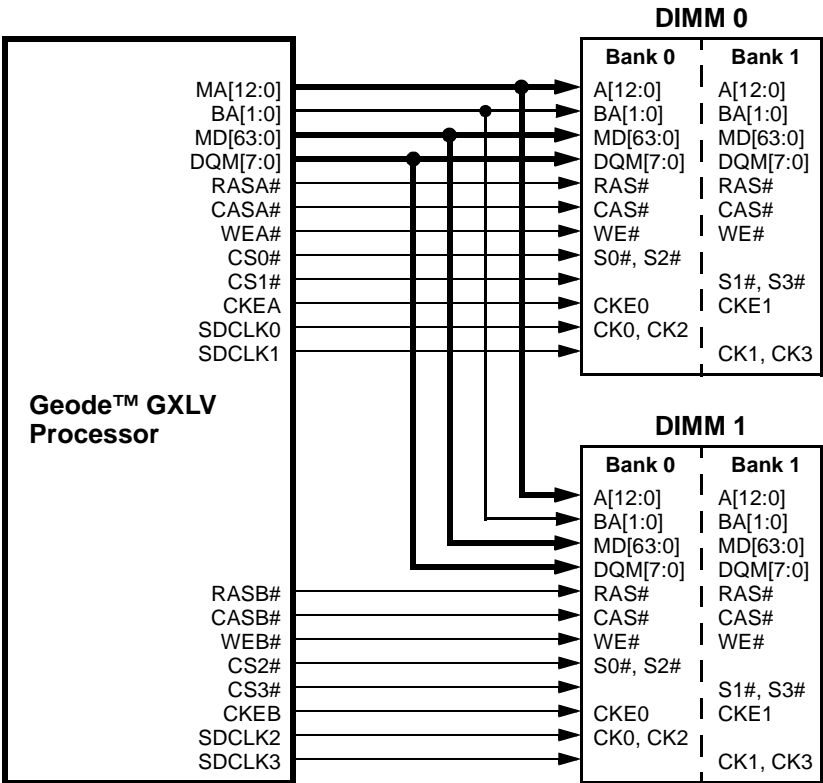 DIMM 0
Bank 0 Bank 1
MA[12:0] A[12:0] A[12:0]
BA[1:0] BA[1:0] BA[1:0]
MD[63:0] MD[63:0] MD[63:0]
DQM[7:0] DQM[7:0] DQM[7:0]
RASA# RAS# RAS#
CASA# CAS# CAS#
WEA# WE# WE#
CS0# S0#, S2#
CS1# S1#, S3#
CKEA CKE0 CKE1
SDCLK0 CK0, CK2
SDCLK1 CK1, CK3
Geode™ GXLV
Processor
DIMM 1
Bank 0 Bank 1
A[12:0] A[12:0]
BA[1:0] BA[1:0]
MD[63:0] MD[63:0]
DQM[7:0] DQM[7:0]
RASB# RAS# RAS#
CASB# CAS# CAS#
WEB# WE# WE#
CS2# S0#, S2#
CS3# S1#, S3#
CKEB CKE0 CKE1
SDCLK2 CK0, CK2
SDCLK3 CK1, CK3